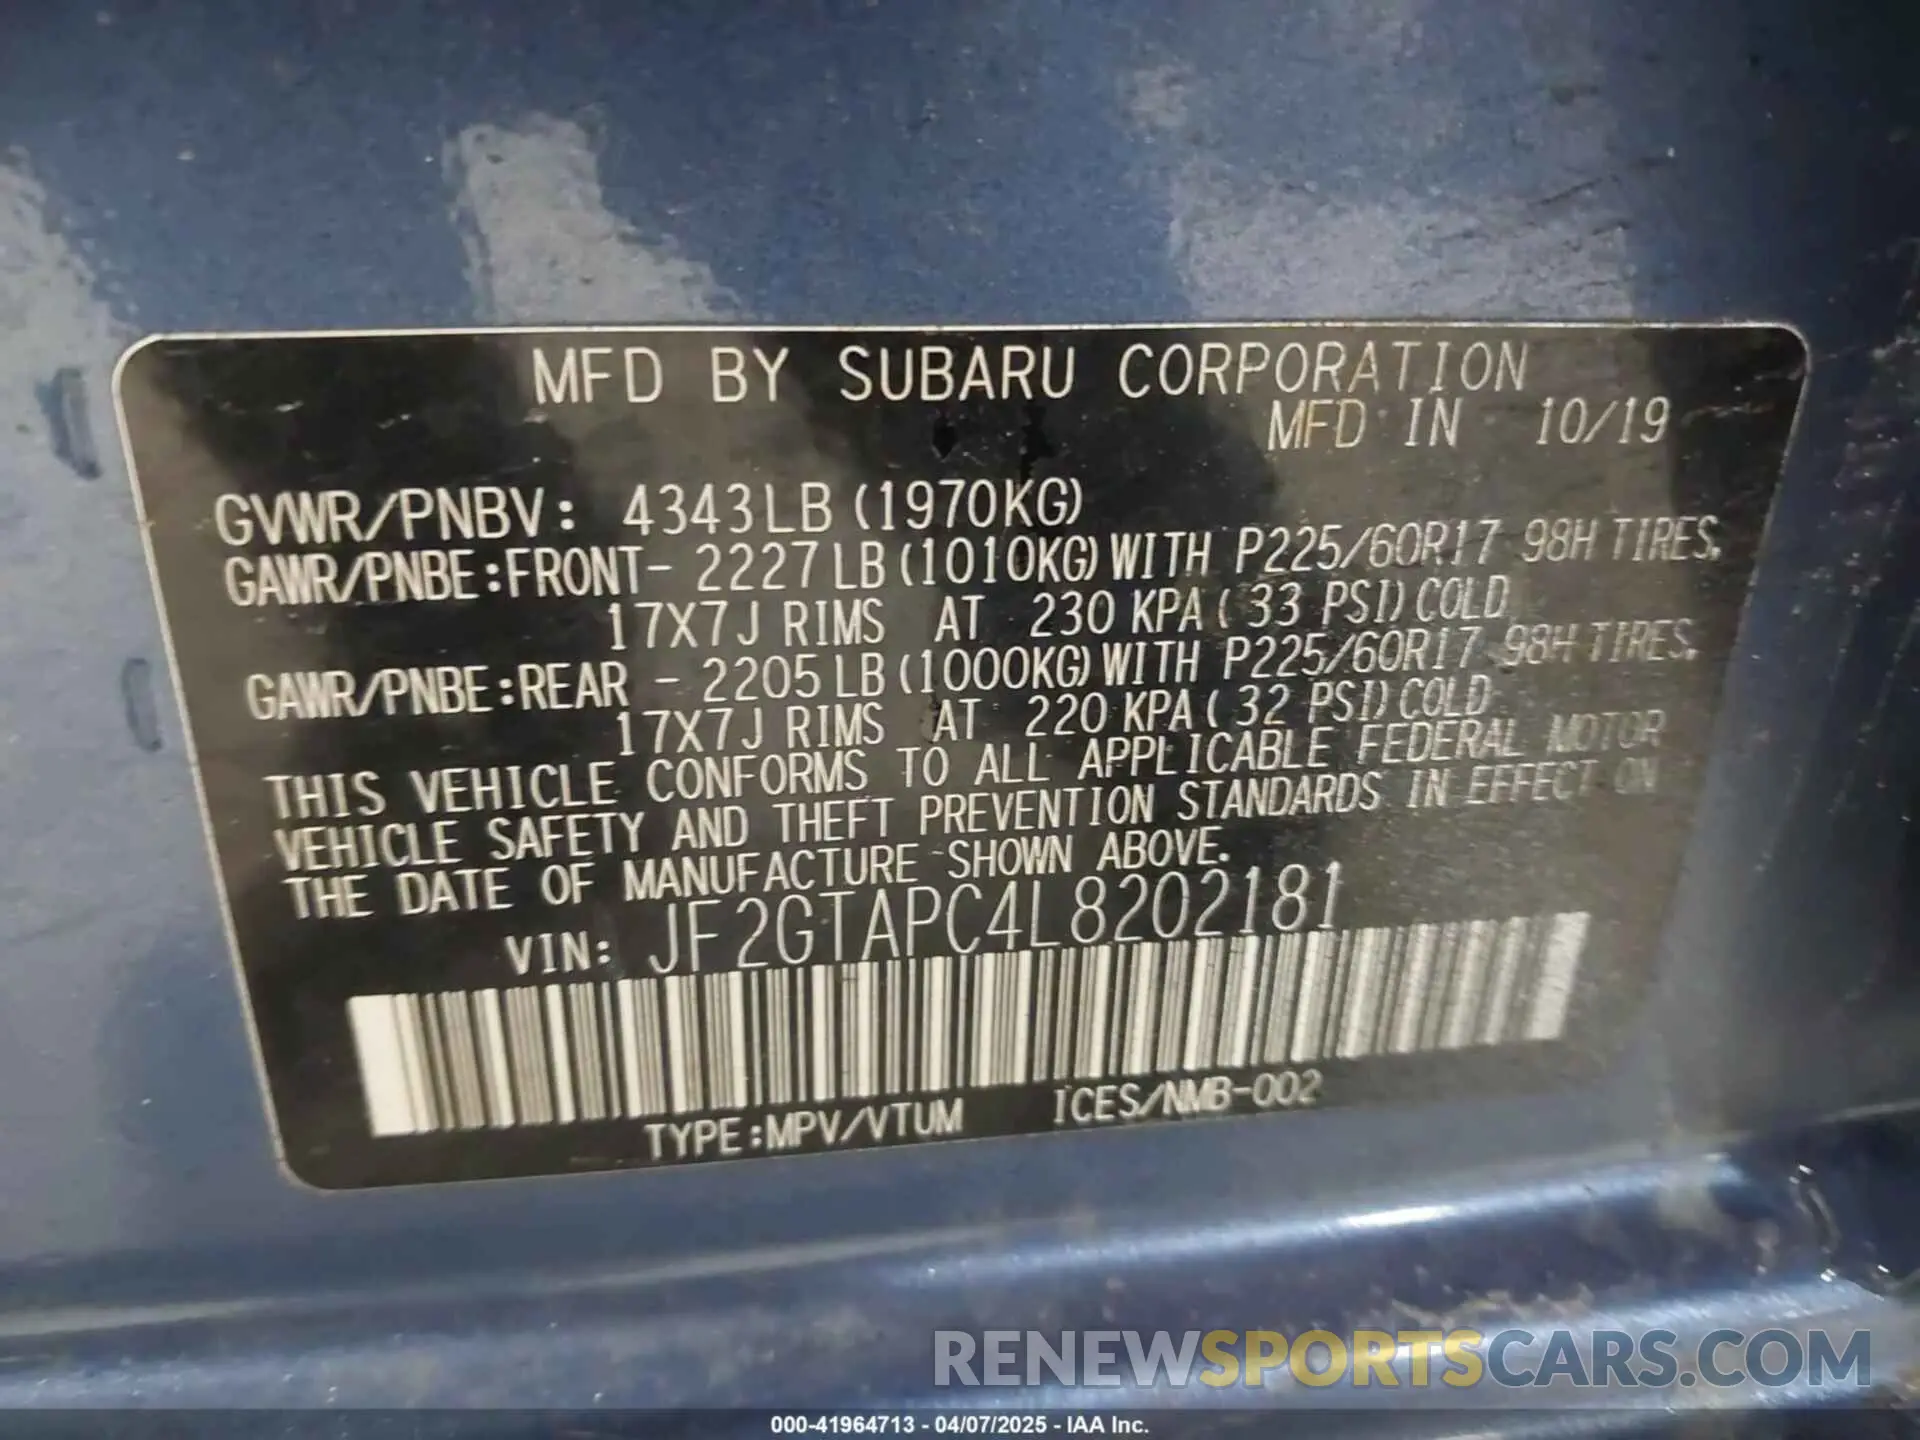 MFD BY SUBARU CORPORATION
MFD IN 10/19
GVWR/PNBV: 4343LB(1970KG)
GAWR/PNBE:FRONT- 2227LB(1010KG)WITH P225/60R17 98H TIRES,
17X7J RIMS AT 230 KPA( 33 PSI)COLD
GAWR/PNBE:REAR - 2205LB(1000KG)WITH P225/60R17 98H TIRES,
17X7J RIMS AT 220 KPA( 32 PSI)COLD
THIS VEHICLE CONFORMS TO ALL APPLICABLE FEDERAL MOTOR
VEHICLE SAFETY AND THEFT PREVENTION STANDARDS IN EFFECT ON
THE DATE OF MANUFACTURE SHOWN ABOVE.
VIN: JF2GTAPC4L8202181
TYPE:MPV/VTUM ICES/NMB-002
RENEWSPORTSCARS.COM
000-41964713 - 04/07/2025 - IAA Inc.